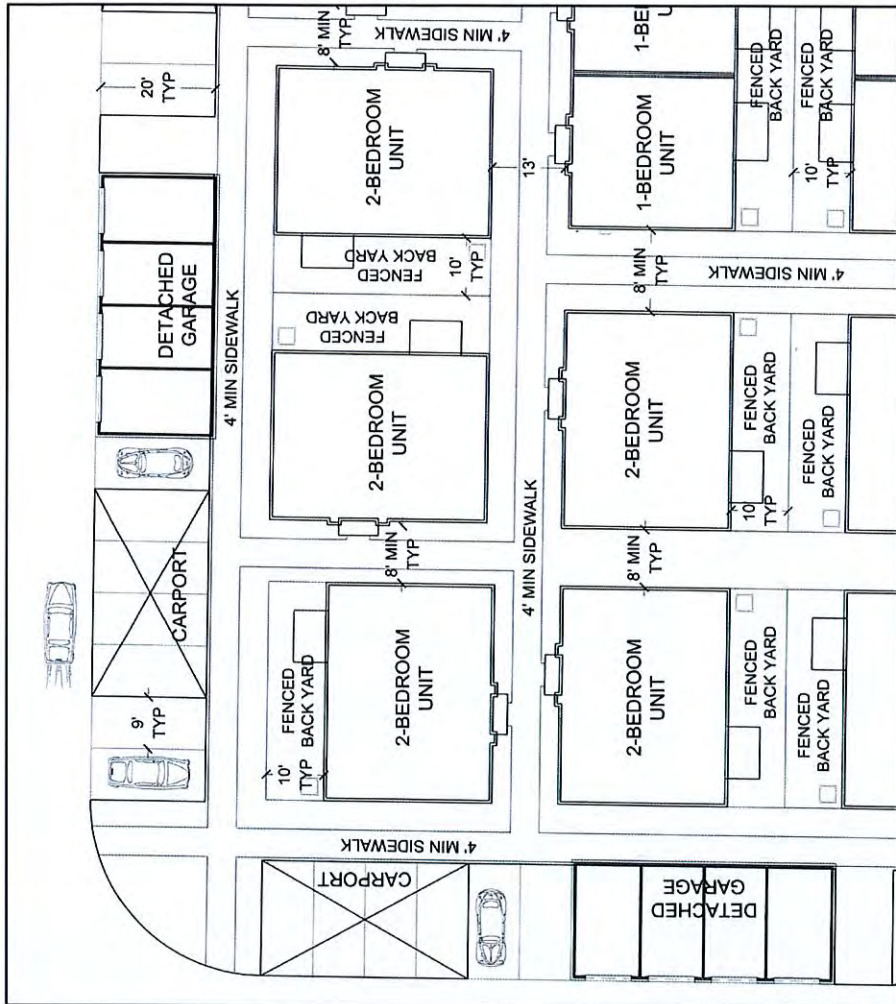 4' MIN SIDEWALK
8' MIN
TYP
20'
TYP
2-BEDROOM
UNIT
1-BEDROOM
FENCED
BACK YARD
FENCED
BACK YARD
1-BEDROOM
UNIT
13'
10'
TYP
DETACHED
GARAGE
4' MIN SIDEWALK
FENCED
BACK YARD
10'
TYP
FENCED
BACK YARD
8' MIN
TYP
4' MIN SIDEWALK
2-BEDROOM
UNIT
2-BEDROOM
UNIT
FENCED
BACK YARD
FENCED
BACK YARD
10'
TYP
CARPORT
8' MIN
TYP
4' MIN SIDEWALK
8' MIN
TYP
9'
TYP
FENCED
BACK YARD
10'
TYP
2-BEDROOM
UNIT
2-BEDROOM
UNIT
FENCED
BACK YARD
FENCED
BACK YARD
4' MIN SIDEWALK
CARPORT
DETACHED
GARAGE